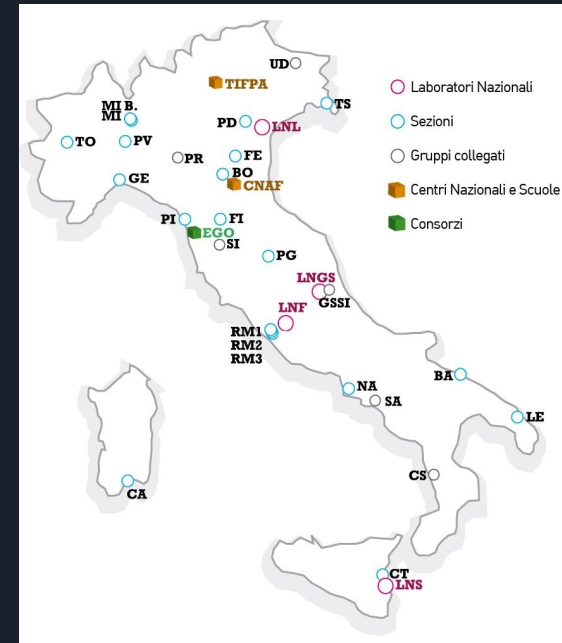 UD
TIFPA
MI B.
MI
TO
PV
PD
LNL
TS
PR
FE
BO
CNAF
GE
PI
FI
EGO
SI
PG
LNGS
GSSI
LNF
RM1
RM2
RM3
NA
SA
BA
LE
CA
CS
CT
LNS
Laboratori Nazionali
Sezioni
Gruppi collegati
Centri Nazionali e Scuole
Consorzi